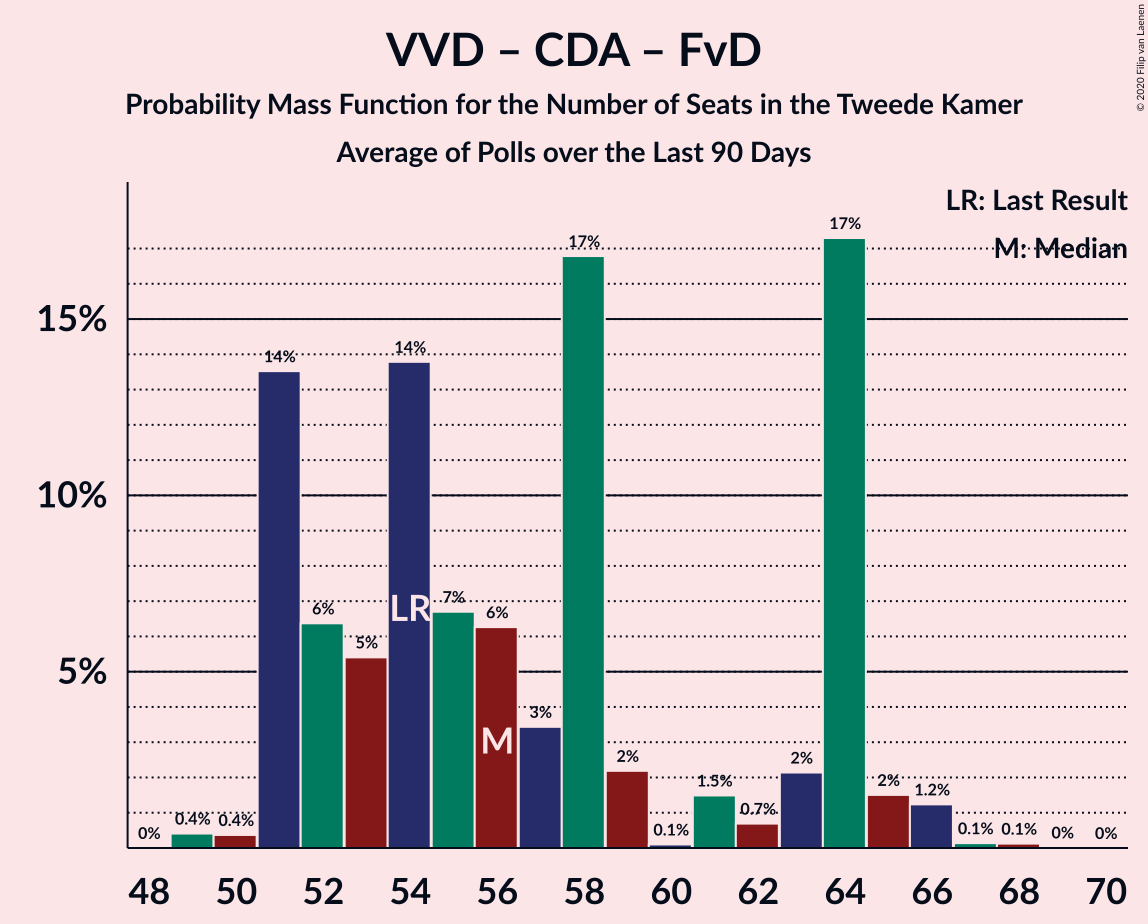 VVD – CDA – FvD
Probability Mass Function for the Number of Seats in the Tweede Kamer
Average of Polls over the Last 90 Days
© 2020 Filip van Laenen
LR: Last Result
M: Median
15%
10%
5%
0% 0.4% 0.4% 14% 6% 5% 14% 7% 6% 3% 17% 2% 0.1% 1.5% 0.7% 2% 17% 2% 1.2% 0.1% 0.1% 0% 0%
LR
M
48 50 52 54 56 58 60 62 64 66 68 70